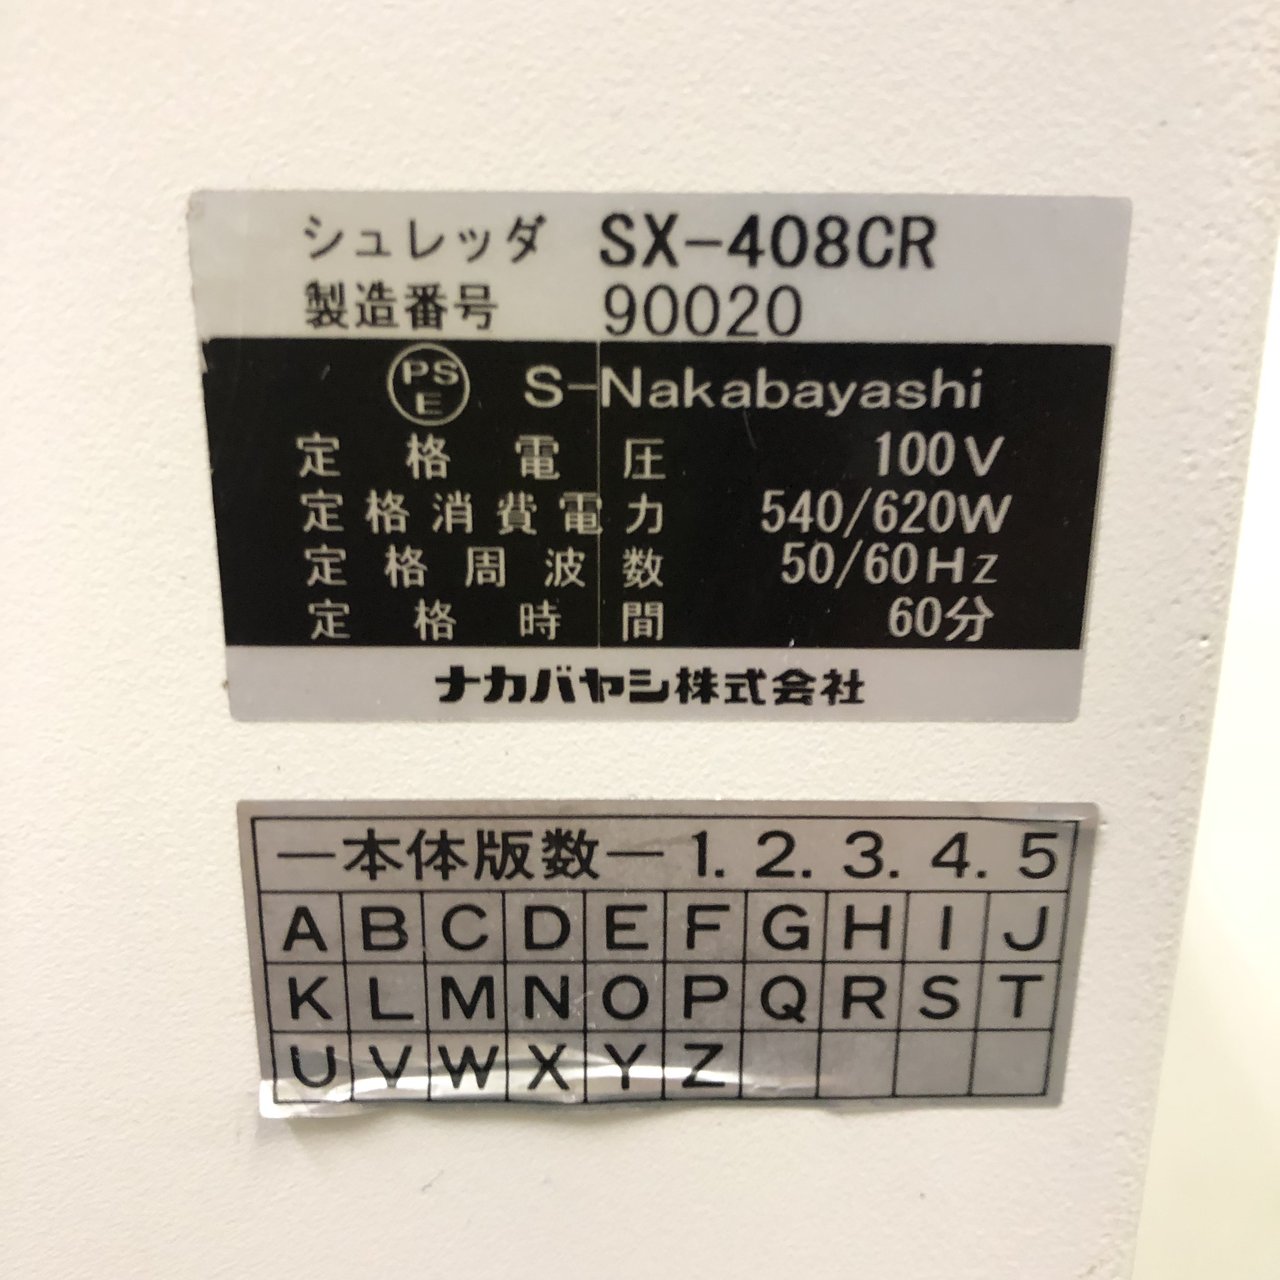 シュレッダ SX-408CR
製造番号 90020
PSE S-Nakabayashi
定格電圧 100V
定格消費電力 540/620W
定格周波数 50/60Hz
定格時間 60分
ナカバヤシ株式会社
―本体版数― 1. 2. 3. 4. 5
A B C D E F G H I J
K L M N O P Q R S T
U V W X Y Z